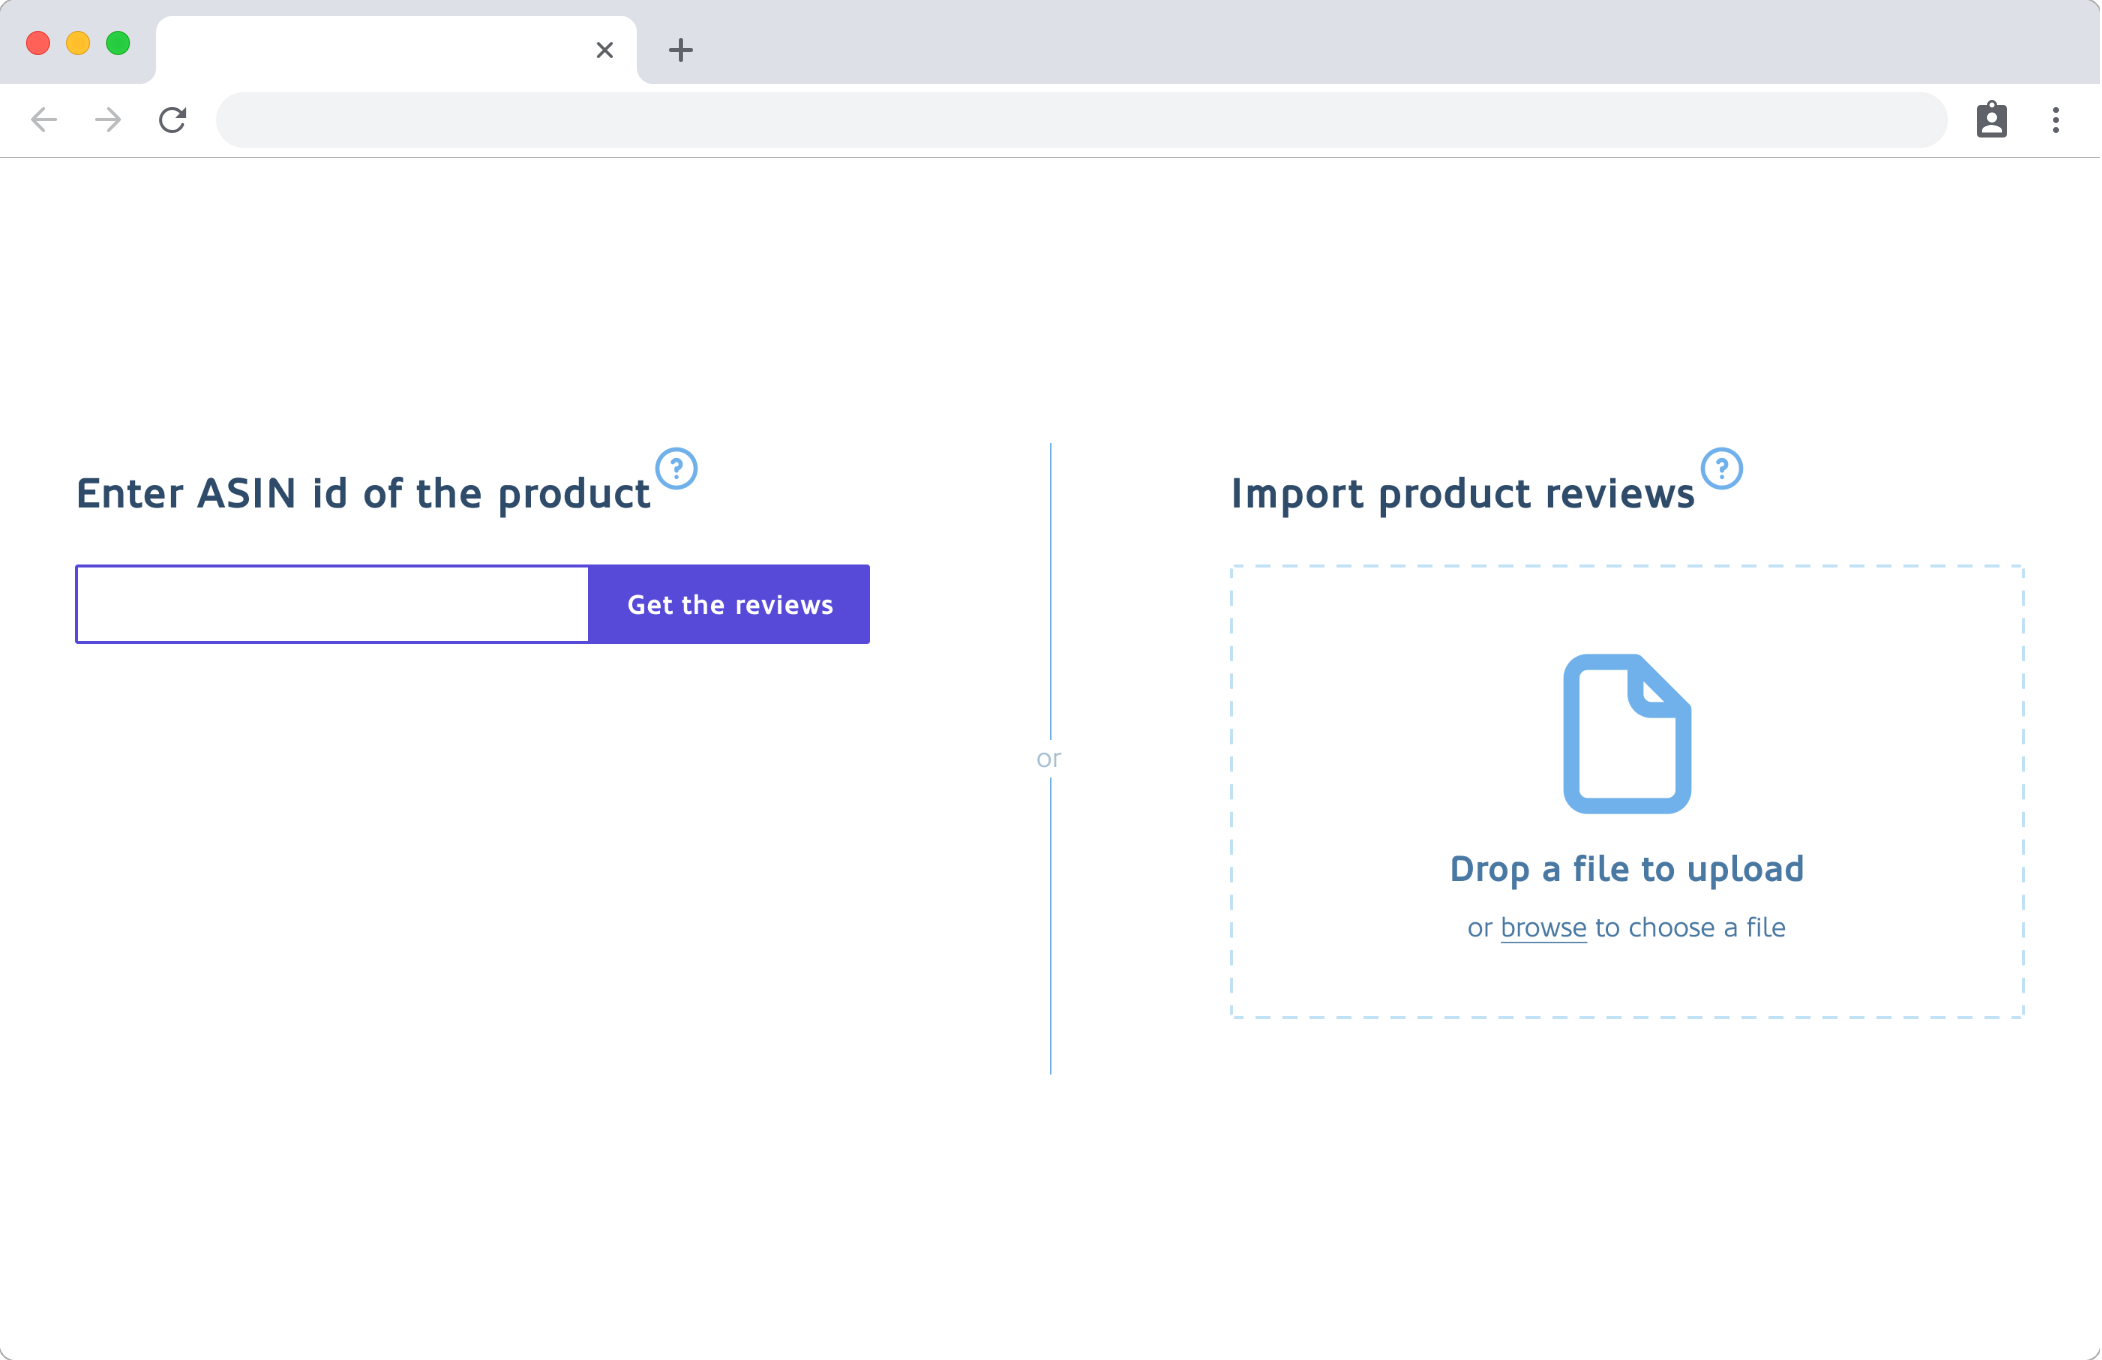 Enter ASIN id of the product
Get the reviews
or
Import product reviews
Drop a file to upload
or browse to choose a file